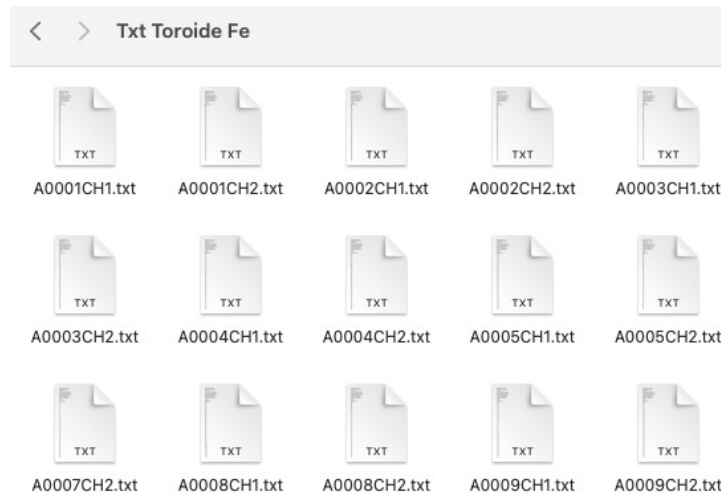 Txt Toroide Fe
TXT TXT TXT TXT TXT
A0001CH1.txt A0001CH2.txt A0002CH1.txt A0002CH2.txt A0003CH1.txt
TXT TXT TXT TXT TXT
A0003CH2.txt A0004CH1.txt A0004CH2.txt A0005CH1.txt A0005CH2.txt
TXT TXT TXT TXT TXT
A0007CH2.txt A0008CH1.txt A0008CH2.txt A0009CH1.txt A0009CH2.txt